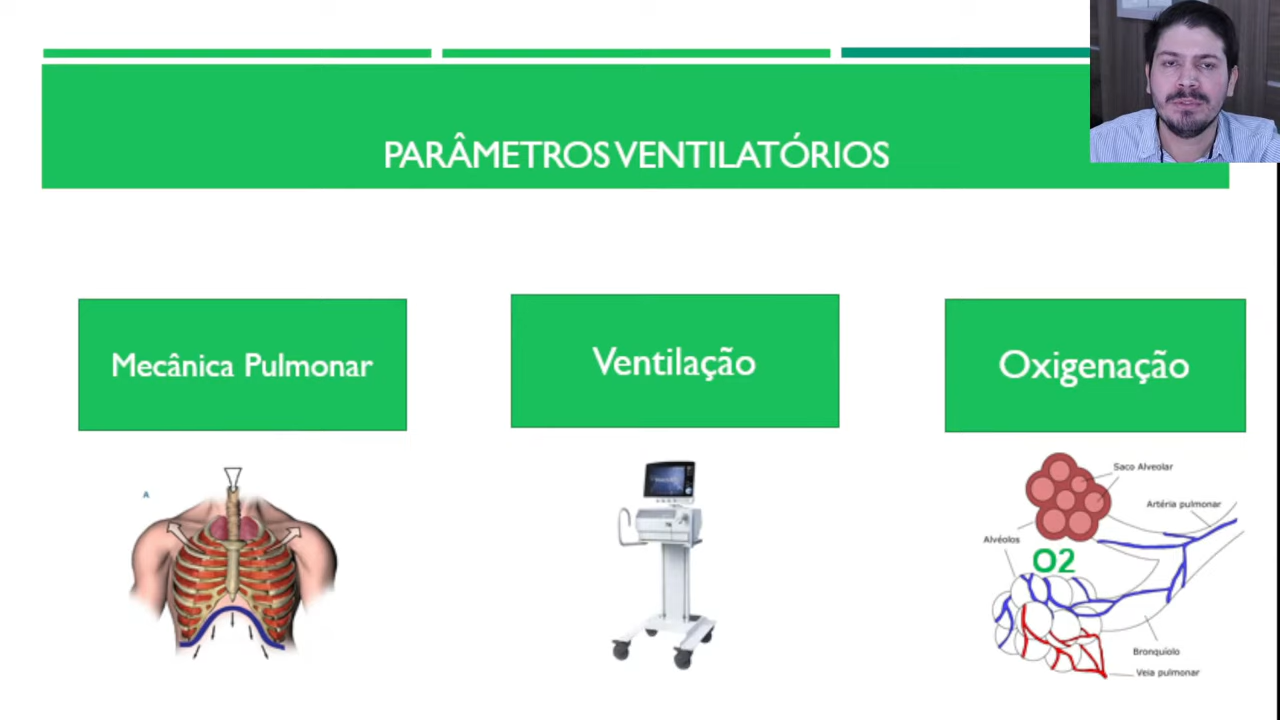 PARÂMETROS VENTILATÓRIOS
Mecânica Pulmonar
Ventilação
Oxigenação
A
Saco Alveolar
Artéria pulmonar
Alvéolos
O2
Bronquíolo
Veia pulmonar